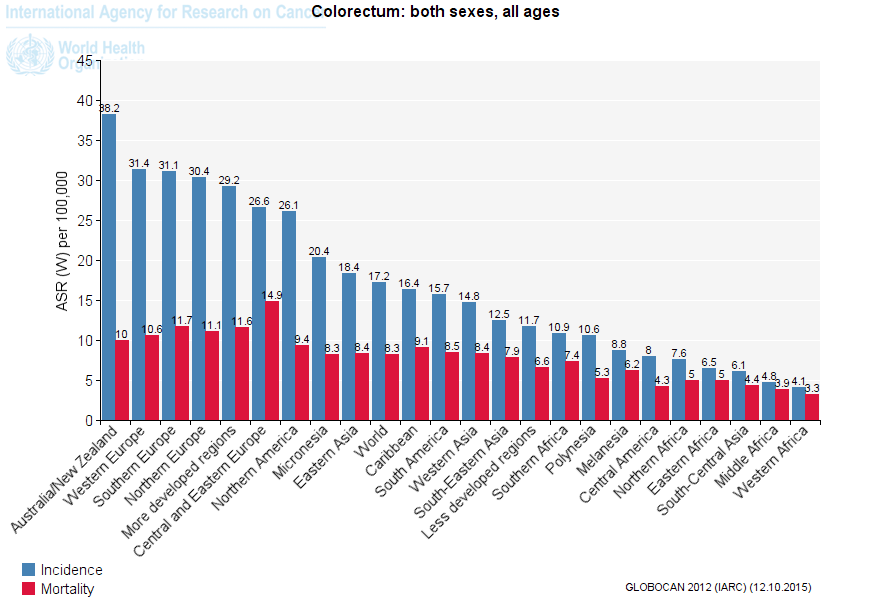 International Agency for Research on Canc
Colorectum: both sexes, all ages
World Health
Organisation
ASR (W) per 100,000
45
40
35
30
25
20
15
10
5
0
38.2
10
31.4
10.6
31.1
11.7
30.4
11.1
29.2
11.6
26.6
14.9
26.1
9.4
20.4
8.3
18.4
8.4
17.2
8.3
16.4
9.1
15.7
8.5
14.8
8.4
12.5
7.9
11.7
6.6
10.9
7.4
10.6
5.3
8.8
6.2
8
4.3
7.6
5
6.5
5
6.1
4.4
4.8
3.9
4.1
3.3
Australia/New Zealand
Western Europe
Southern Europe
Northern Europe
More developed regions
Central and Eastern Europe
Northern America
Micronesia
Eastern Asia
World
Caribbean
South America
Western Asia
South-Eastern Asia
Less developed regions
Southern Africa
Polynesia
Melanesia
Central America
Northern Africa
Eastern Africa
South-Central Asia
Middle Africa
Western Africa
Incidence
Mortality
GLOBOCAN 2012 (IARC) (12.10.2015)